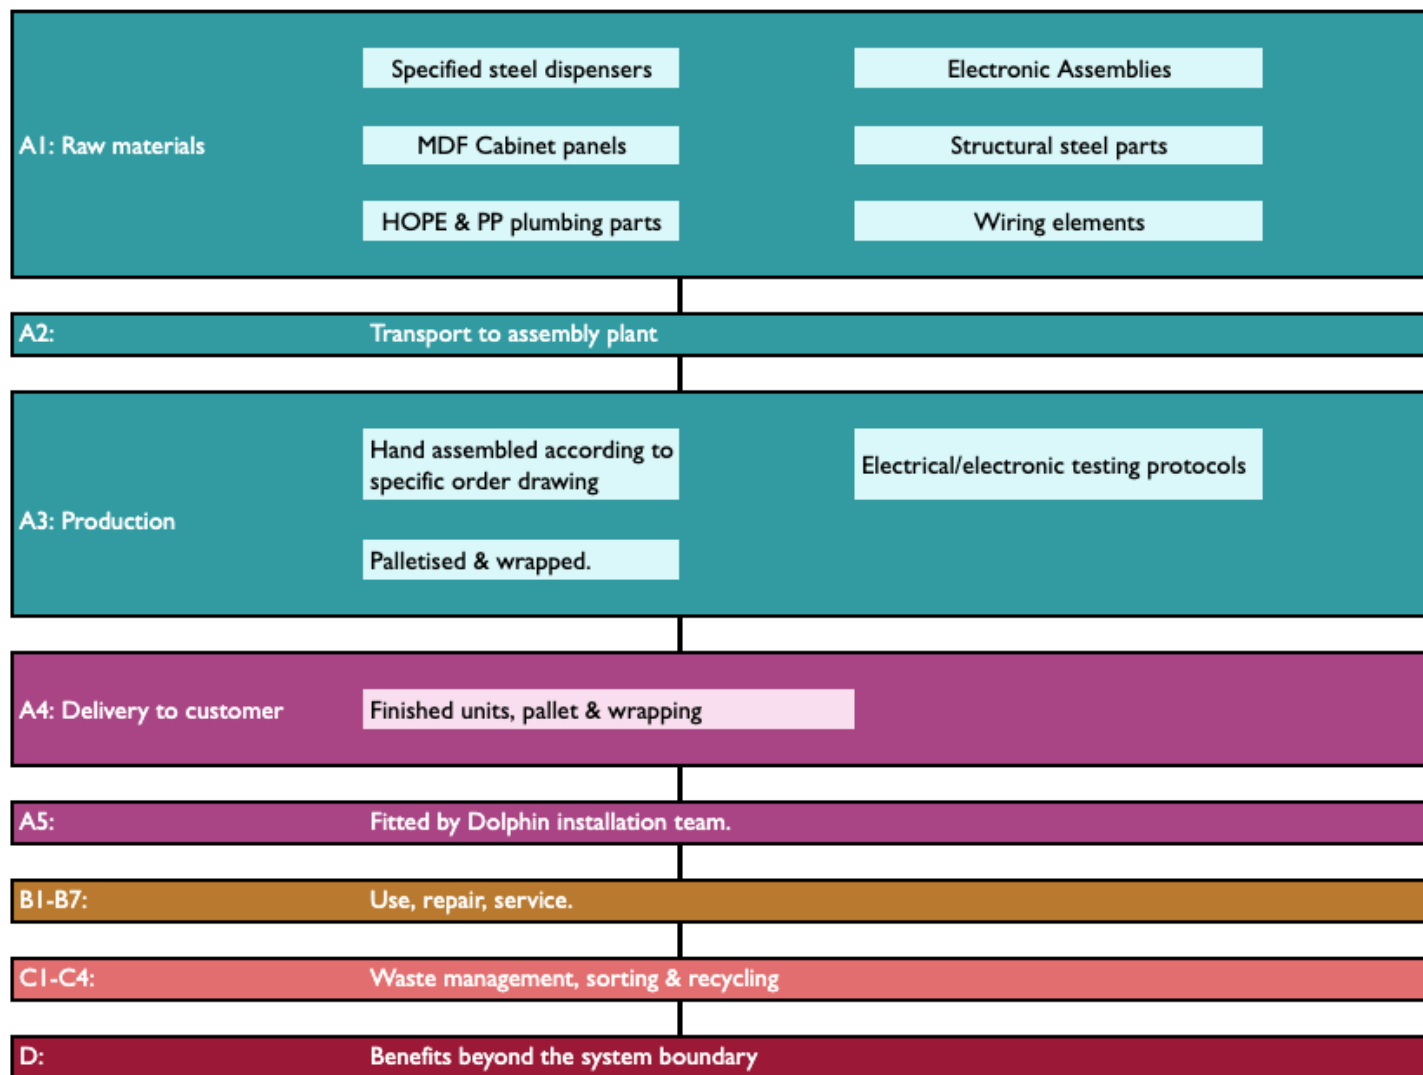 Specified steel dispensers
Electronic Assemblies
A1: Raw materials
MDF Cabinet panels
Structural steel parts
HOPE & PP plumbing parts
Wiring elements
A2:
Transport to assembly plant
Hand assembled according to
specific order drawing
Electrical/electronic testing protocols
A3: Production
Palletised & wrapped.
A4: Delivery to customer
Finished units, pallet & wrapping
A5:
Fitted by Dolphin installation team.
B1-B7:
Use, repair, service.
C1-C4:
Waste management, sorting & recycling
D:
Benefits beyond the system boundary